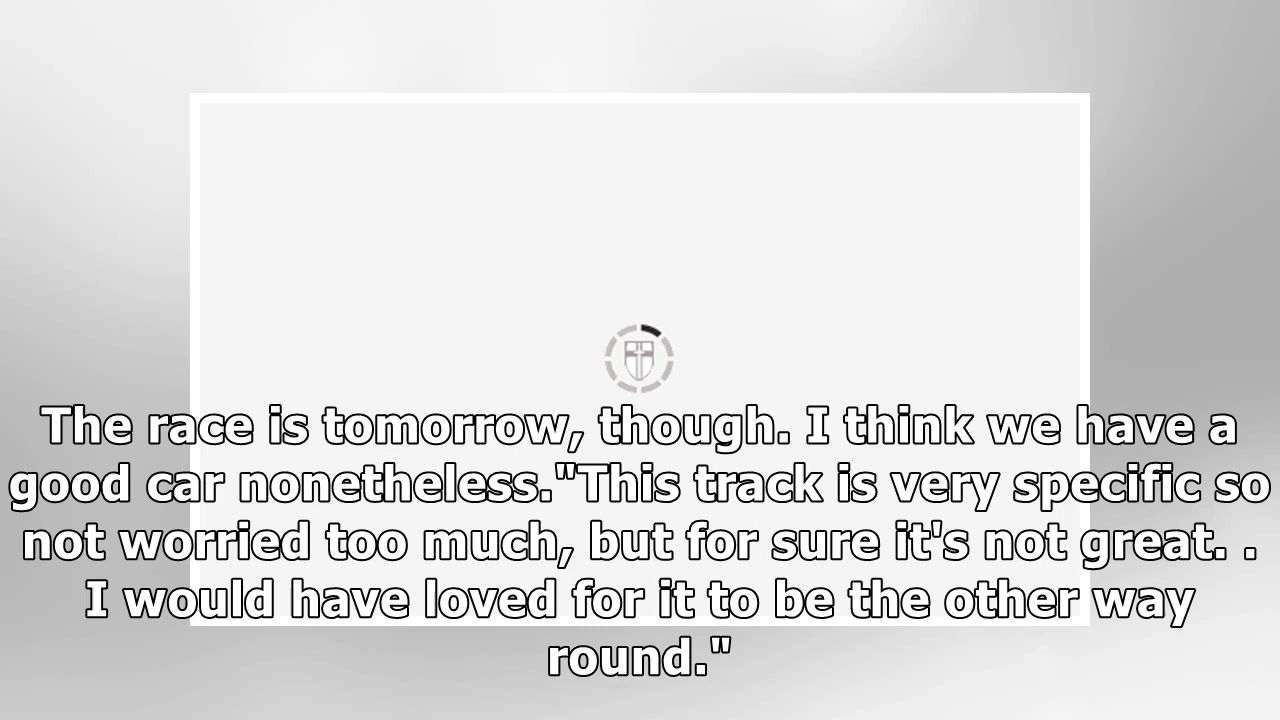 The race is tomorrow, though. I think we have a
good car nonetheless."This track is very specific so
not worried too much, but for sure it's not great. .
I would have loved for it to be the other way
round."